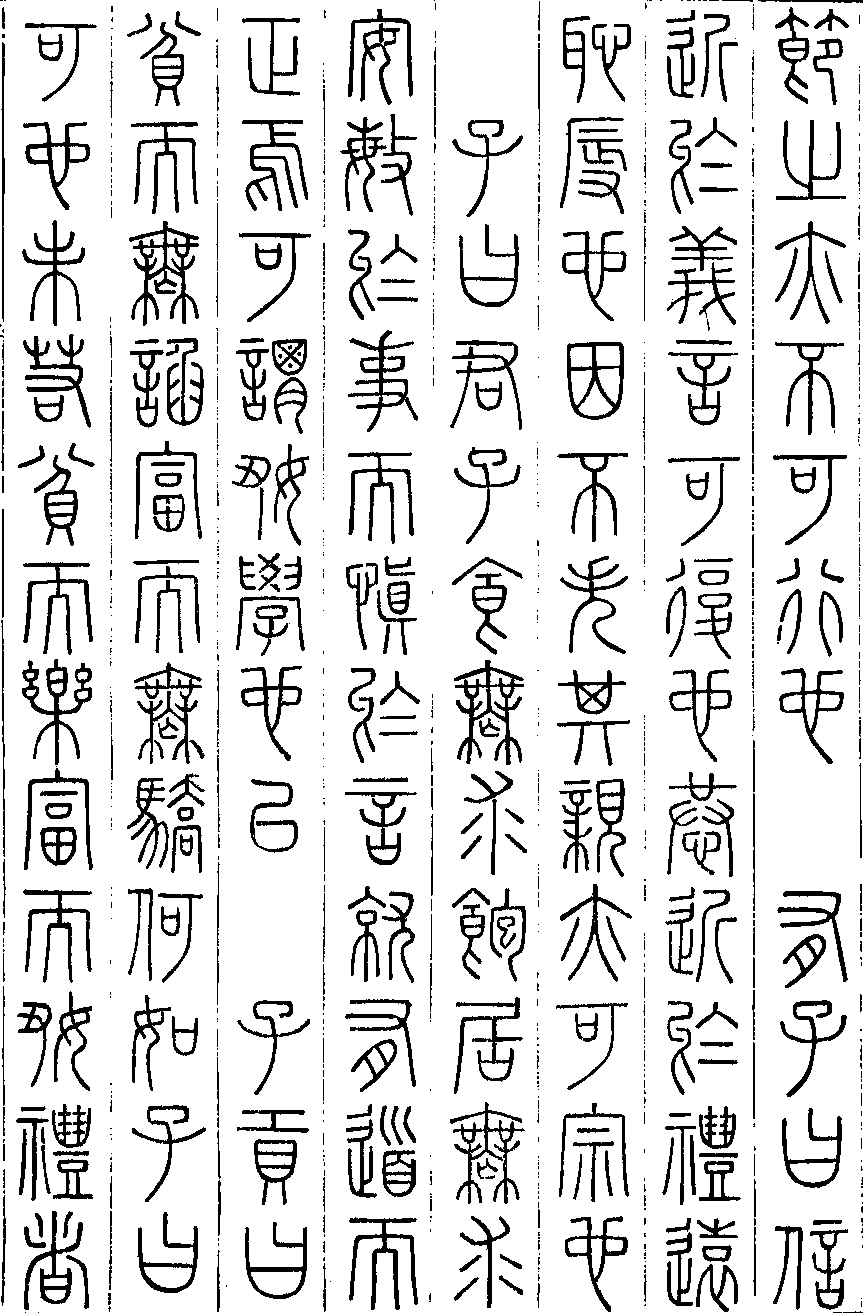 節之亦不可行也　有子曰信
近於義言可復也恭近於禮遠
恥辱也因不失其親亦可宗也
子曰君子食無求飽居無求
安敏於事而慎於言就有道而
正焉可謂好學也已　子貢曰
貧而無諂富而無驕何如子曰
可也未若貧而樂富而好禮者